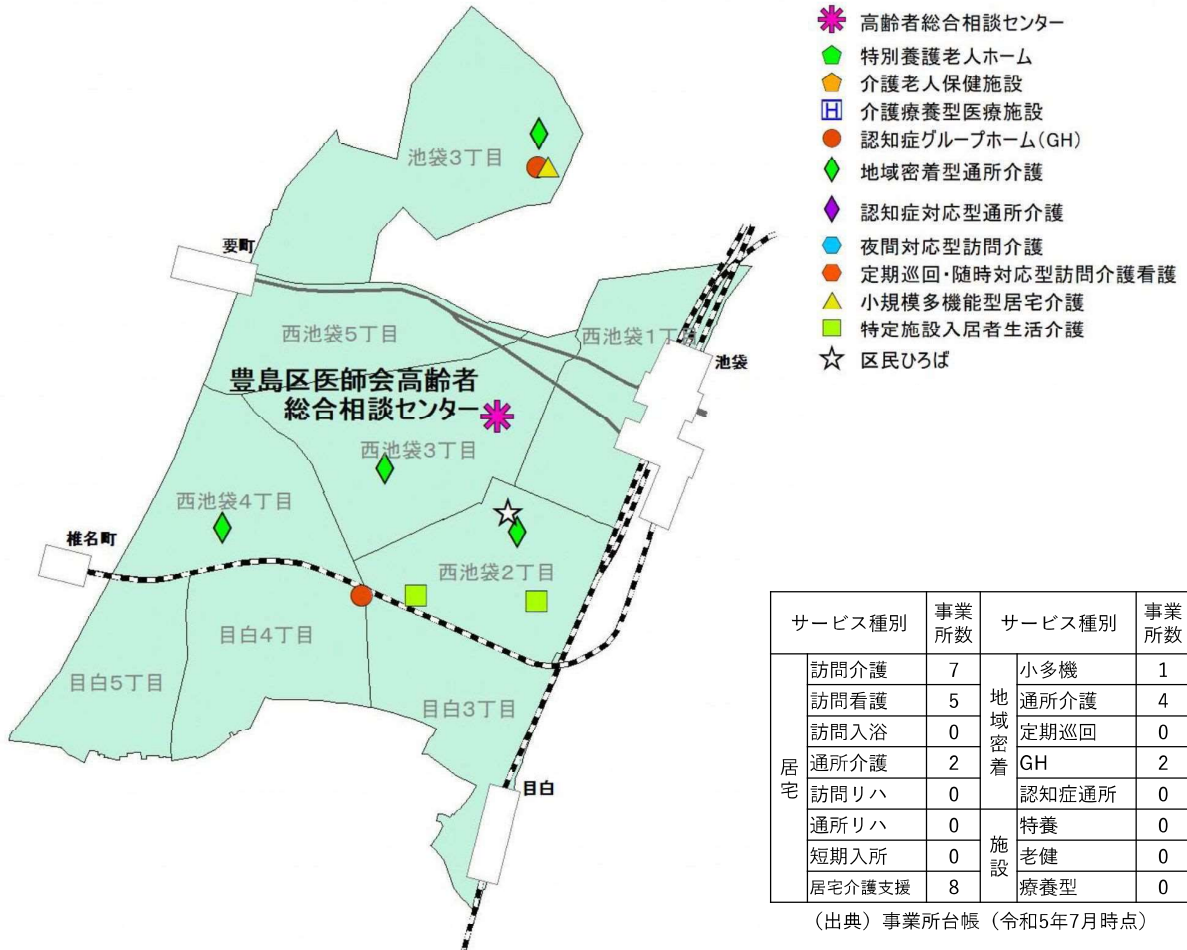 高齢者総合相談センター
特別養護老人ホーム
介護老人保健施設
H 介護療養型医療施設
認知症グループホーム(GH)
地域密着型通所介護
認知症対応型通所介護
夜間対応型訪問介護
定期巡回・随時対応型訪問介護看護
小規模多機能型居宅介護
特定施設入居者生活介護
区民ひろば
池袋3丁目
要町
西池袋5丁目
西池袋1丁目
池袋
豊島区医師会高齢者
総合相談センター
西池袋3丁目
西池袋4丁目
椎名町
西池袋2丁目
目白4丁目
目白5丁目
目白3丁目
目白
サービス種別 事業所数 サービス種別 事業所数
居宅 訪問介護 7 地域密着 小多機 1
訪問看護 5 通所介護 4
訪問入浴 0 定期巡回 0
通所介護 2 GH 2
訪問リハ 0 認知症通所 0
通所リハ 0 施設 特養 0
短期入所 0 老健 0
居宅介護支援 8 療養型 0
（出典）事業所台帳（令和5年7月時点）